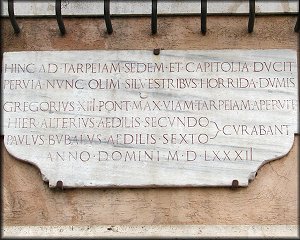 HINC·AD·TARPEIAM·SEDEM·ET·CAPITOLIA·DVCIT
PERVIA·NVNC·OLIM·SILVESTRIBVS·HORRIDA·DVMIS
GREGORIVS·XIII·PONT·MAX·VIAM·TARPEIAM·APERVIT
HIER·ALTERIVS·AEDILIS·SECVNDO
PAVLVS·BVBALVS·AEDILIS·SEXTO
CVRABANT
ANNO·DOMINI·M·D·LXXXII